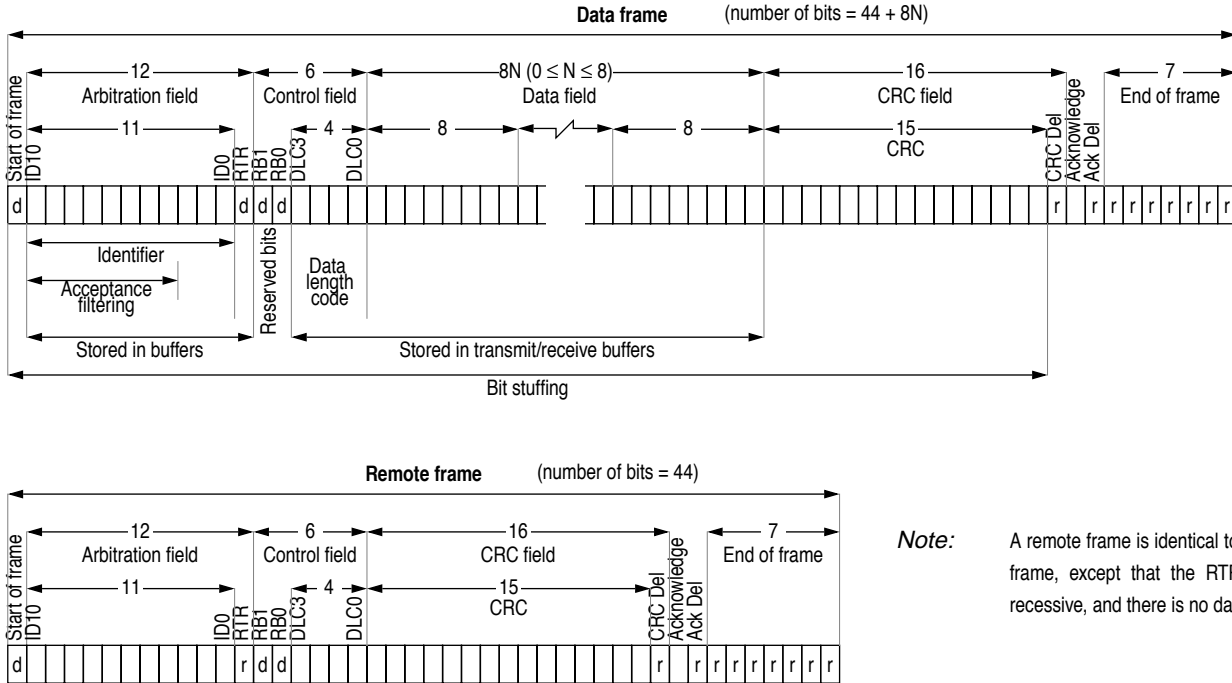 Data frame (number of bits = 44 + 8N)
12 6 8N (0 ≤ N ≤ 8) 16 7
Arbitration field Control field Data field CRC field End of frame
11 4 8 8 15
CRC
Start of frame ID10 ID0 RTR RB1 RB0 DLC3 DLC0 CRC Del Acknowledge Ack Del
d d d d r r r r r r r r r
Identifier
Acceptance
filtering
Reserved bits
Data
length
code
Stored in buffers Stored in transmit/receive buffers
Bit stuffing
Remote frame (number of bits = 44)
12 6 16 7
Arbitration field Control field CRC field End of frame
11 4 15
CRC
Start of frame ID10 ID0 RTR RB1 RB0 DLC3 DLC0 CRC Del Acknowledge Ack Del
d r d d r r r r r r r r r
Note: A remote frame is identical to
frame, except that the RTR
recessive, and there is no da